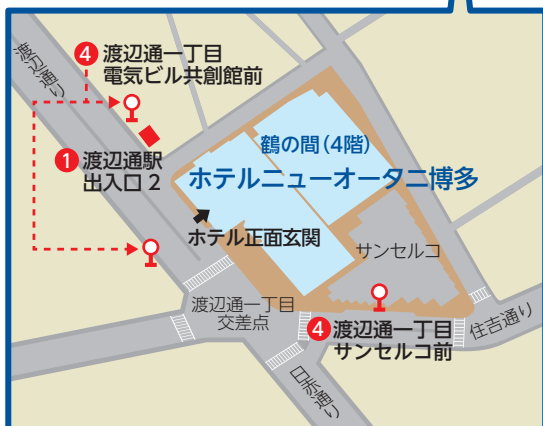 4 渡辺通一丁目
電気ビル共創館前
渡辺通り
1 渡辺通駅
出入口 2
鶴の間(4階)
ホテルニューオータニ博多
ホテル正面玄関
サンセルコ
渡辺通一丁目
交差点
4 渡辺通一丁目
サンセルコ前
住吉通り
日赤通り